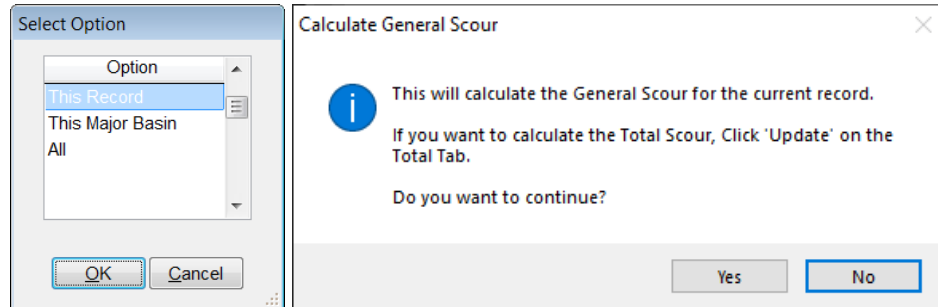 Select Option
Option
This Record
This Major Basin
All
OK
Cancel
Calculate General Scour
This will calculate the General Scour for the current record.
If you want to calculate the Total Scour, Click 'Update' on the
Total Tab.
Do you want to continue?
Yes
No